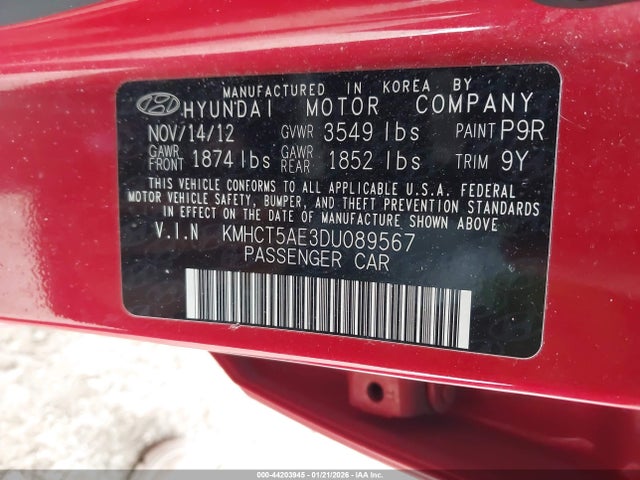 MANUFACTURED IN KOREA BY
HYUNDAI MOTOR COMPANY
NOV/14/12 GVWR 3549 lbs PAINT P9R
GAWR FRONT 1874 lbs GAWR REAR 1852 lbs TRIM 9Y
THIS VEHICLE CONFORMS TO ALL APPLICABLE U.S.A. FEDERAL
MOTOR VEHICLE SAFETY, BUMPER, AND THEFT PREVENTION STANDARDS
IN EFFECT ON THE DATE OF MANUFACTURE SHOWN ABOVE
V.I.N KMHCT5AE3DU089567
PASSENGER CAR
000-44203945 - 01/21/2026 - IAA Inc.